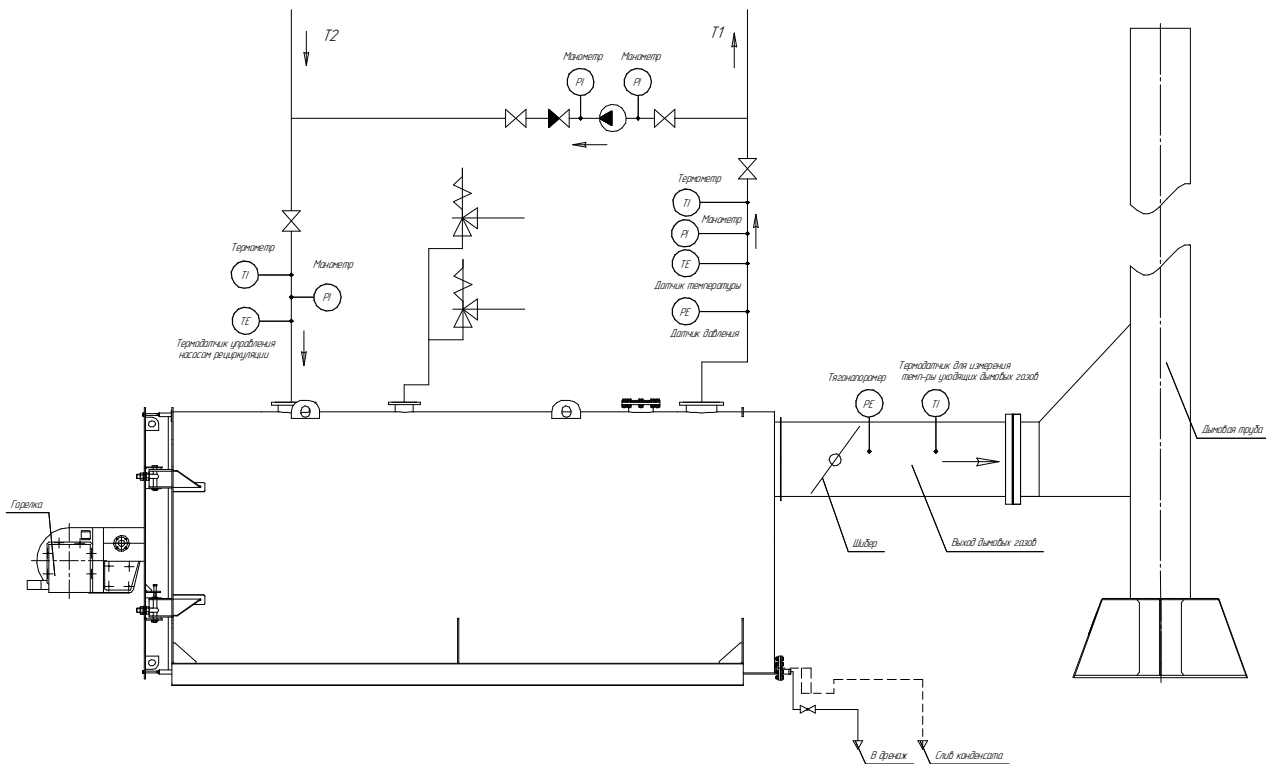 T2
T1
Манометр
Манометр
PI
PI
Термометр
TI
Манометр
PI
TE
Датчик температуры
PE
Датчик давления
Термометр
TI
Манометр
PI
TE
Термодатчик управления
насосом рециркуляции
Тягонапоромер
PE
Термодатчик для измерения
темп-ры уходящих дымовых газов
TI
Дымовая труба
Горелка
Шибер
Выход дымовых газов
В дренаж
Слив конденсата